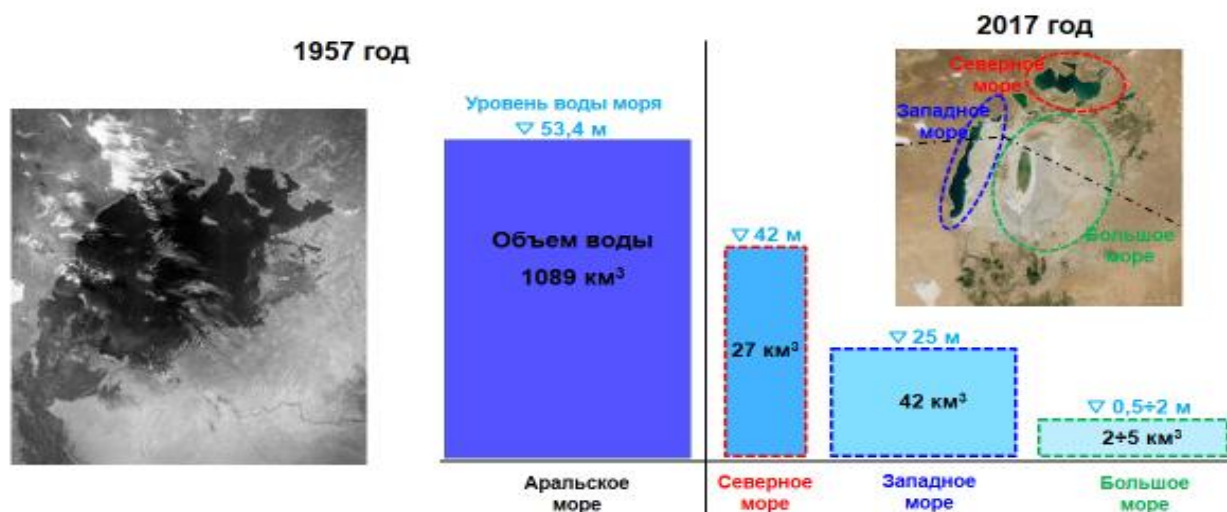 1957 год
2017 год
Северное
море
Западное
море
Большое
море
Уровень воды моря
▽ 53,4 м
Объем воды
1089 км³
▽ 42 м
27 км³
▽ 25 м
42 км³
▽ 0,5÷2 м
2÷5 км³
Аральское
море
Северное
море
Западное
море
Большое
море